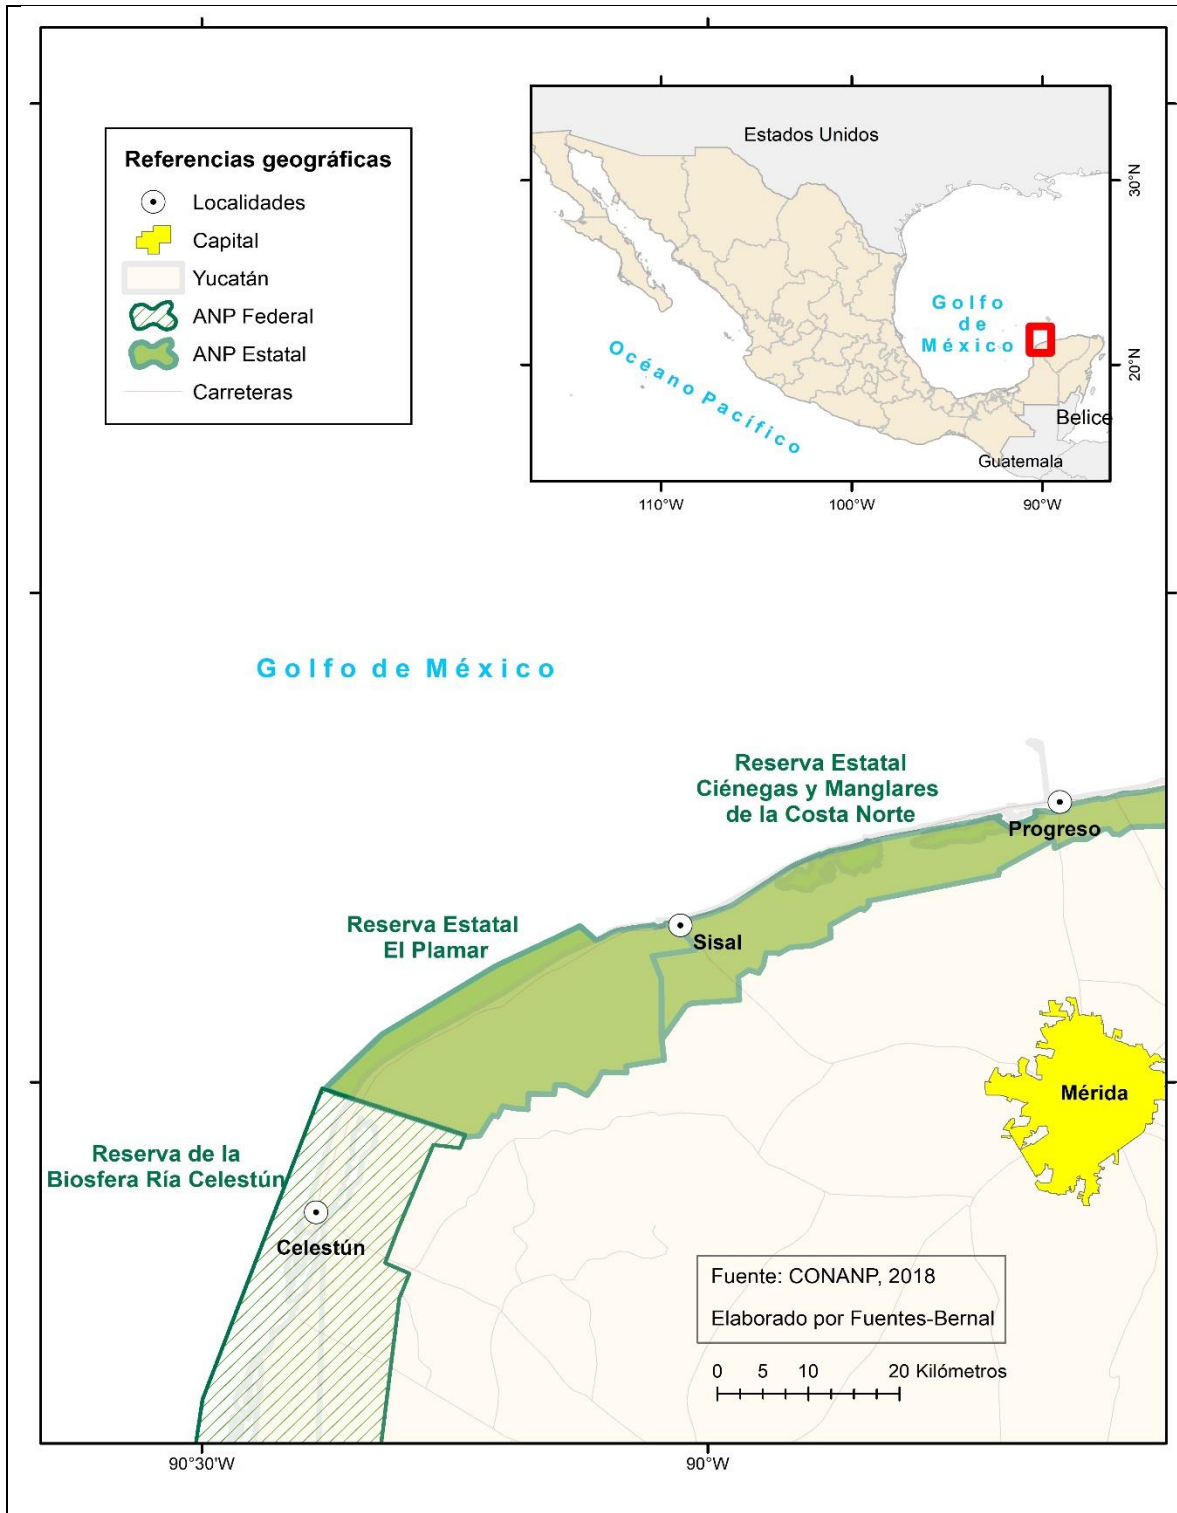 Referencias geográficas
Localidades
Capital
Yucatán
ANP Federal
ANP Estatal
Carreteras
Estados Unidos
Golfo
de
México
Océano Pacífico
Belice
Guatemala
30°N
20°N
110°W
100°W
90°W
Golfo de México
Reserva Estatal
Ciénegas y Manglares
de la Costa Norte
Progreso
Reserva Estatal
El Plamar
Sisal
Mérida
Reserva de la
Biosfera Ría Celestún
Celestún
Fuente: CONANP, 2018
Elaborado por Fuentes-Bernal
0 5 10 20 Kilómetros
90°30'W
90°W